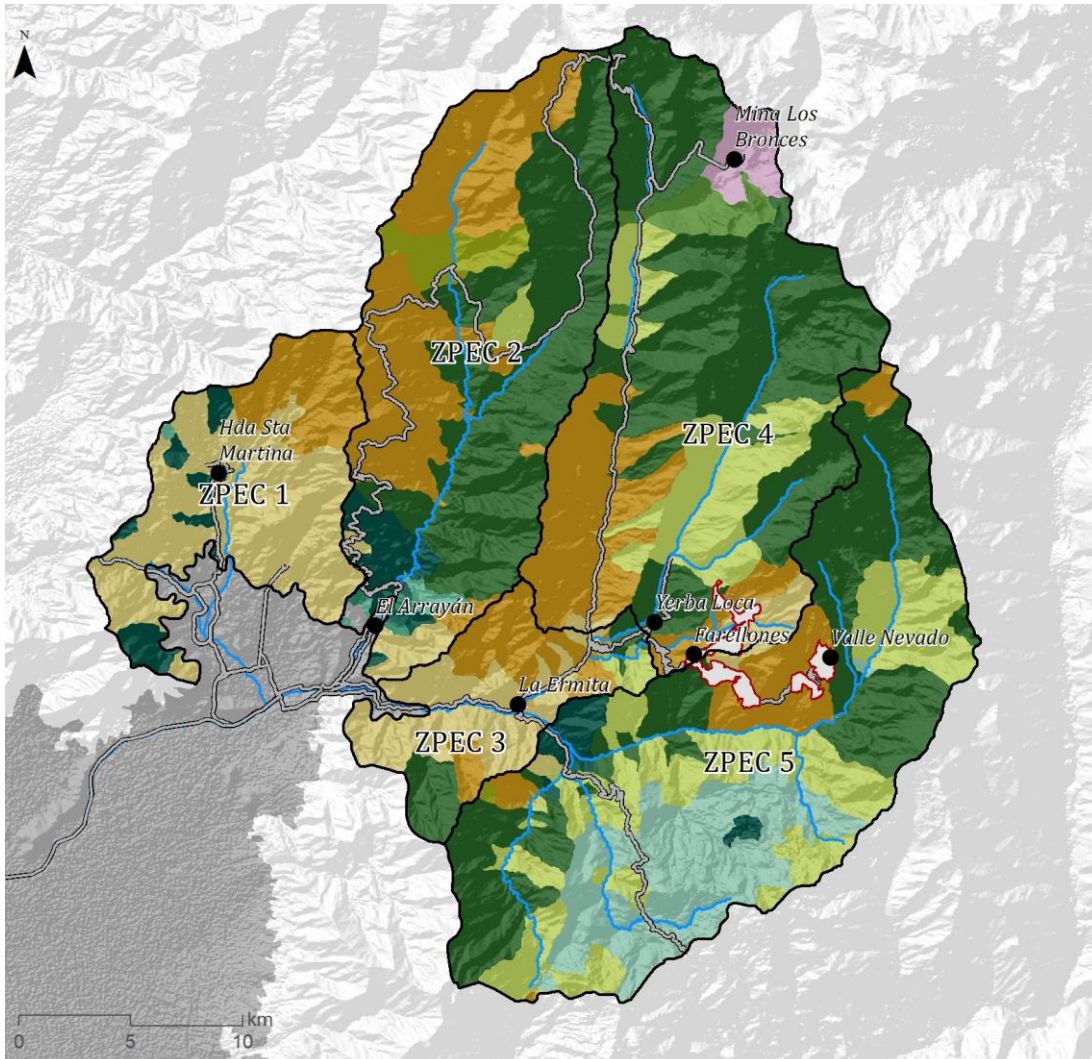 N
Mina Los
Bronces
ZPEC 2
ZPEC 4
Hda Sta
Martina
ZPEC 1
El Arrayán
Yerba Loca
Farellones
Valle Nevado
La Ermita
ZPEC 3
ZPEC 5
km
0 5 10